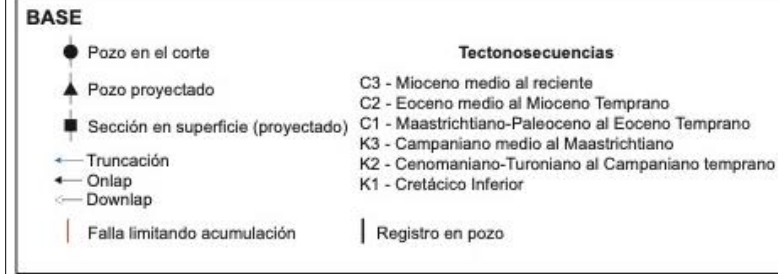 BASE
Pozo en el corte
Pozo proyectado
Sección en superficie (proyectado)
Truncación
Onlap
Downlap
Falla limitando acumulación
Tectonosecuencias
C3 - Mioceno medio al reciente
C2 - Eoceno medio al Mioceno Temprano
C1 - Maastrichtiano-Paleoceno al Eoceno Temprano
K3 - Campaniano medio al Maastrichtiano
K2 - Cenomaniano-Turoniano al Campaniano temprano
K1 - Cretácico Inferior
Registro en pozo